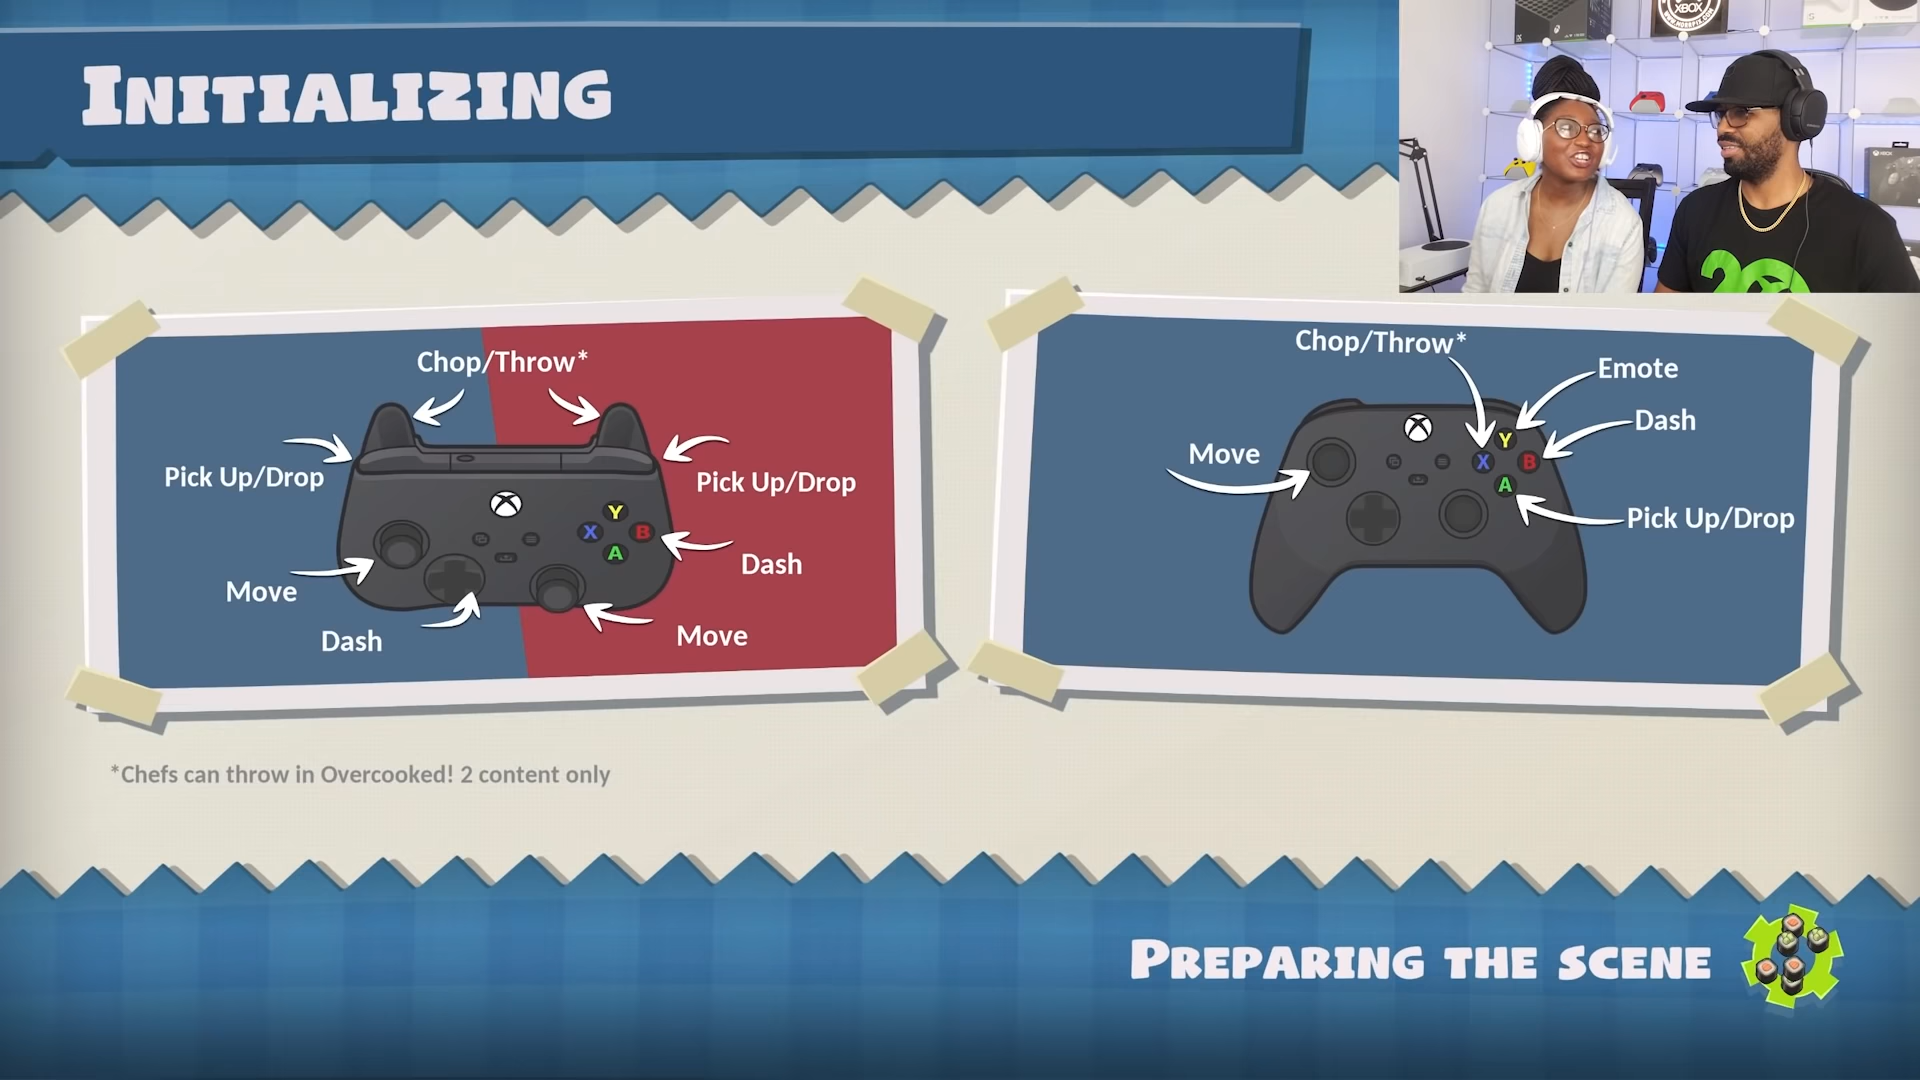 INITIALIZING
XBOX
Chop/Throw*
Pick Up/Drop
Pick Up/Drop
Y
X
B
A
Move
Dash
Dash
Move
Chop/Throw*
Emote
Dash
Move
Y
X
B
A
Pick Up/Drop
*Chefs can throw in Overcooked! 2 content only
PREPARING THE SCENE